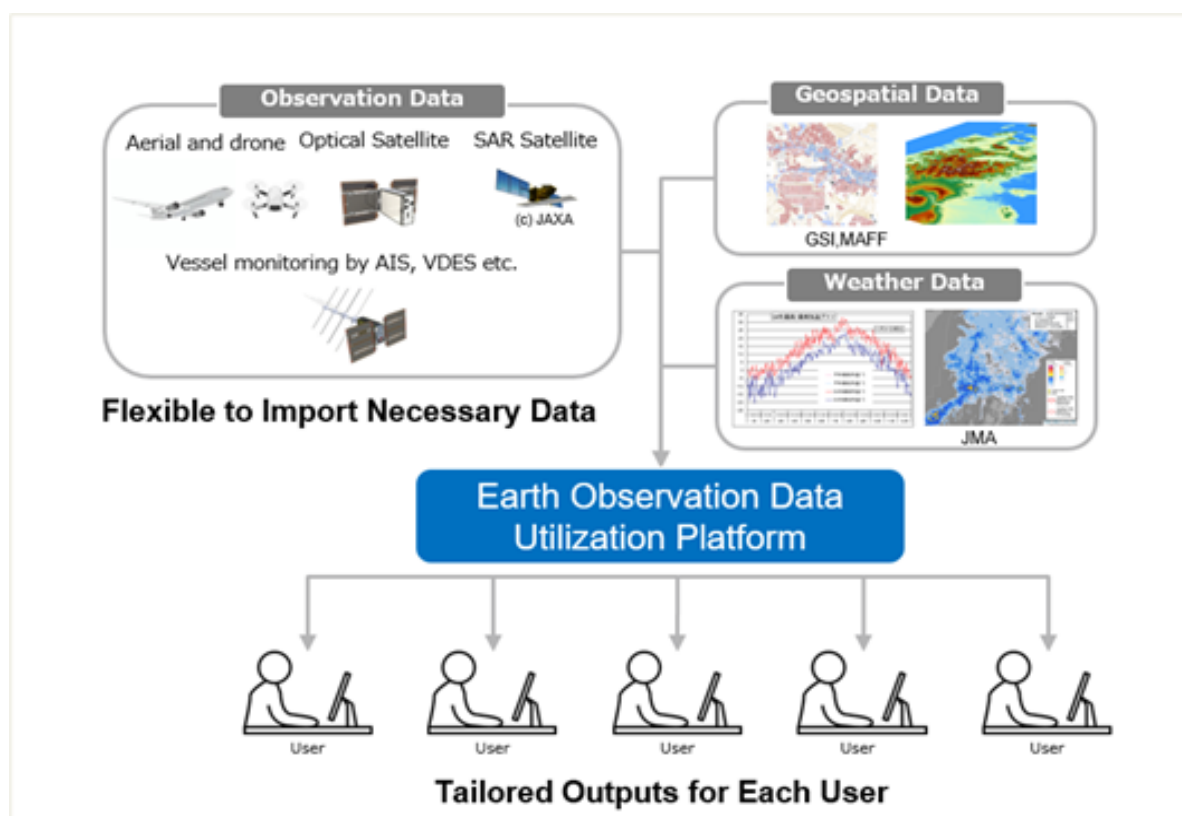 Observation Data
Aerial and drone
Optical Satellite
SAR Satellite
(c) JAXA
Vessel monitoring by AIS, VDES etc.
Flexible to Import Necessary Data
Geospatial Data
GSI,MAFF
Weather Data
JMA
Earth Observation Data
Utilization Platform
User
User
User
User
User
Tailored Outputs for Each User